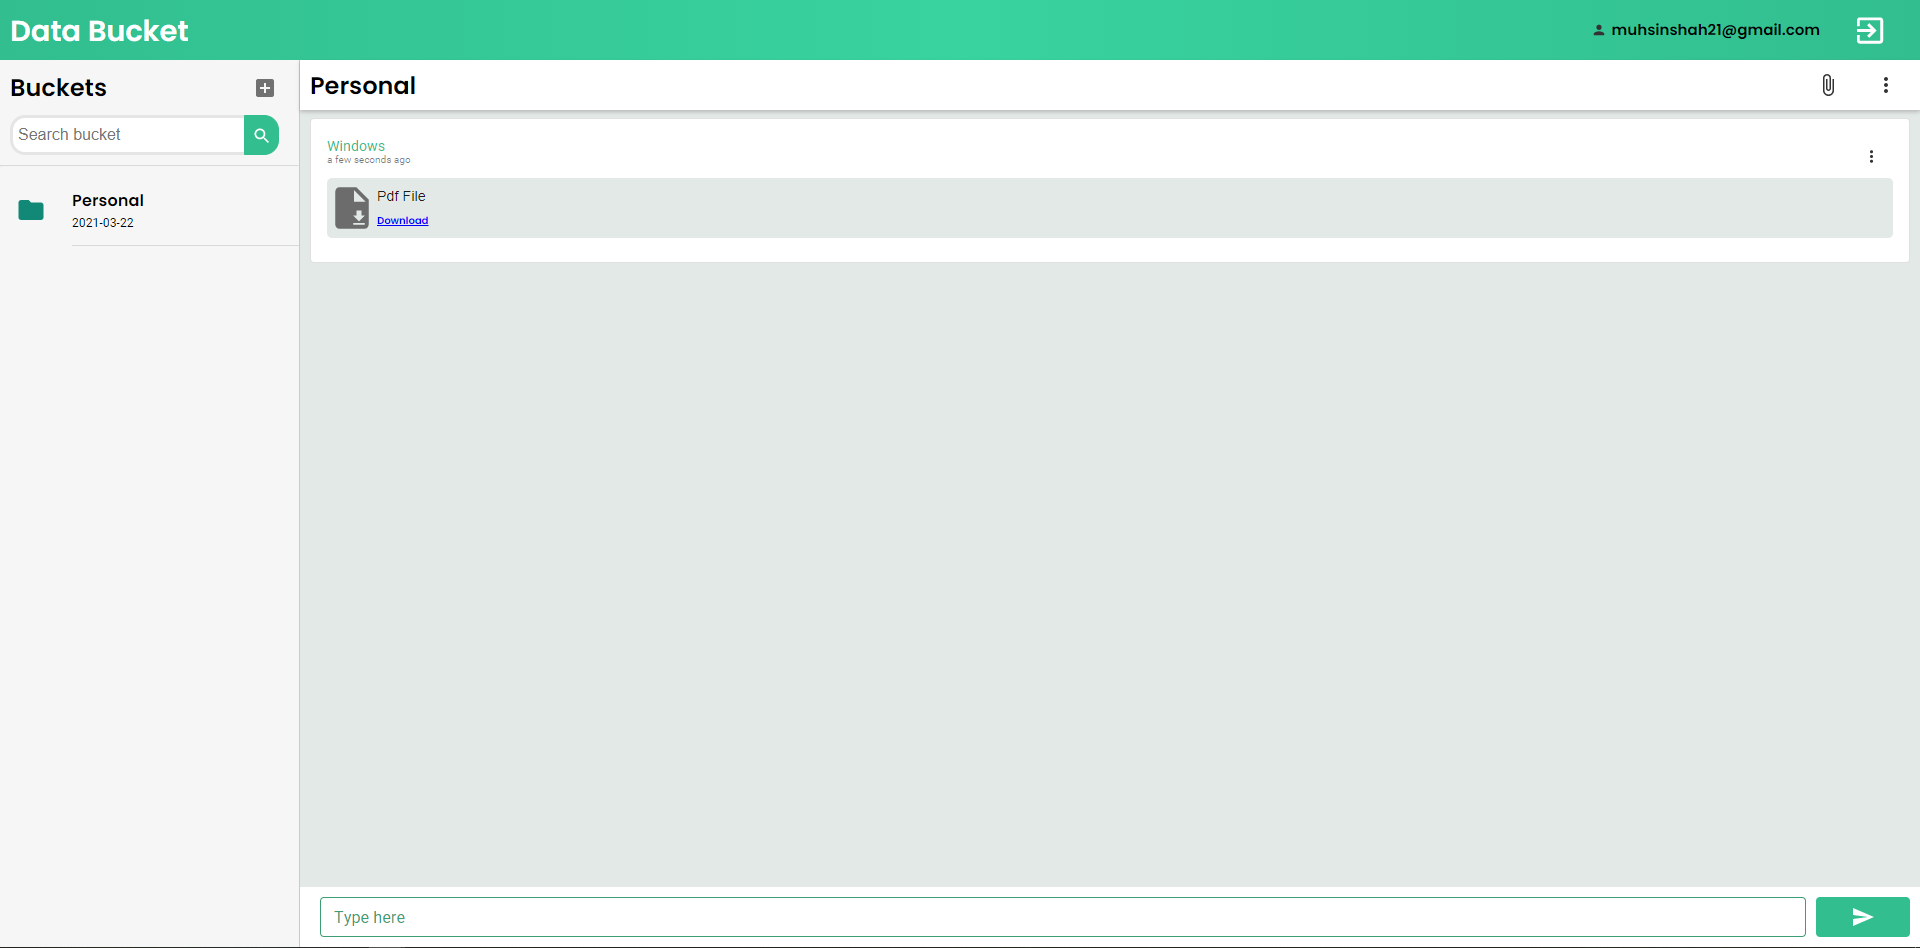 Data Bucket
muhsinshah21@gmail.com
Buckets
Search bucket
Personal
2021-03-22
Personal
Windows
a few seconds ago
Pdf File
Download
Type here